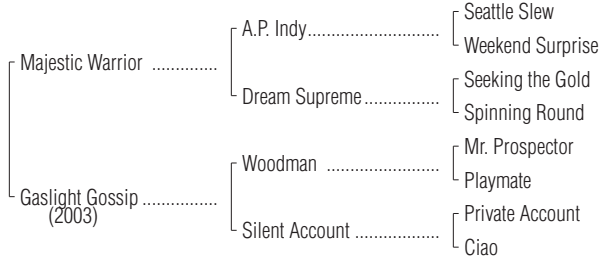 Seattle Slew
A.P. Indy..............................
Weekend Surprise
Majestic Warrior ...............
Seeking the Gold
Dream Supreme.................
Spinning Round
Mr. Prospector
Woodman ..........................
Playmate
Gaslight Gossip .................
(2003)
Private Account
Silent Account ...................
Ciao